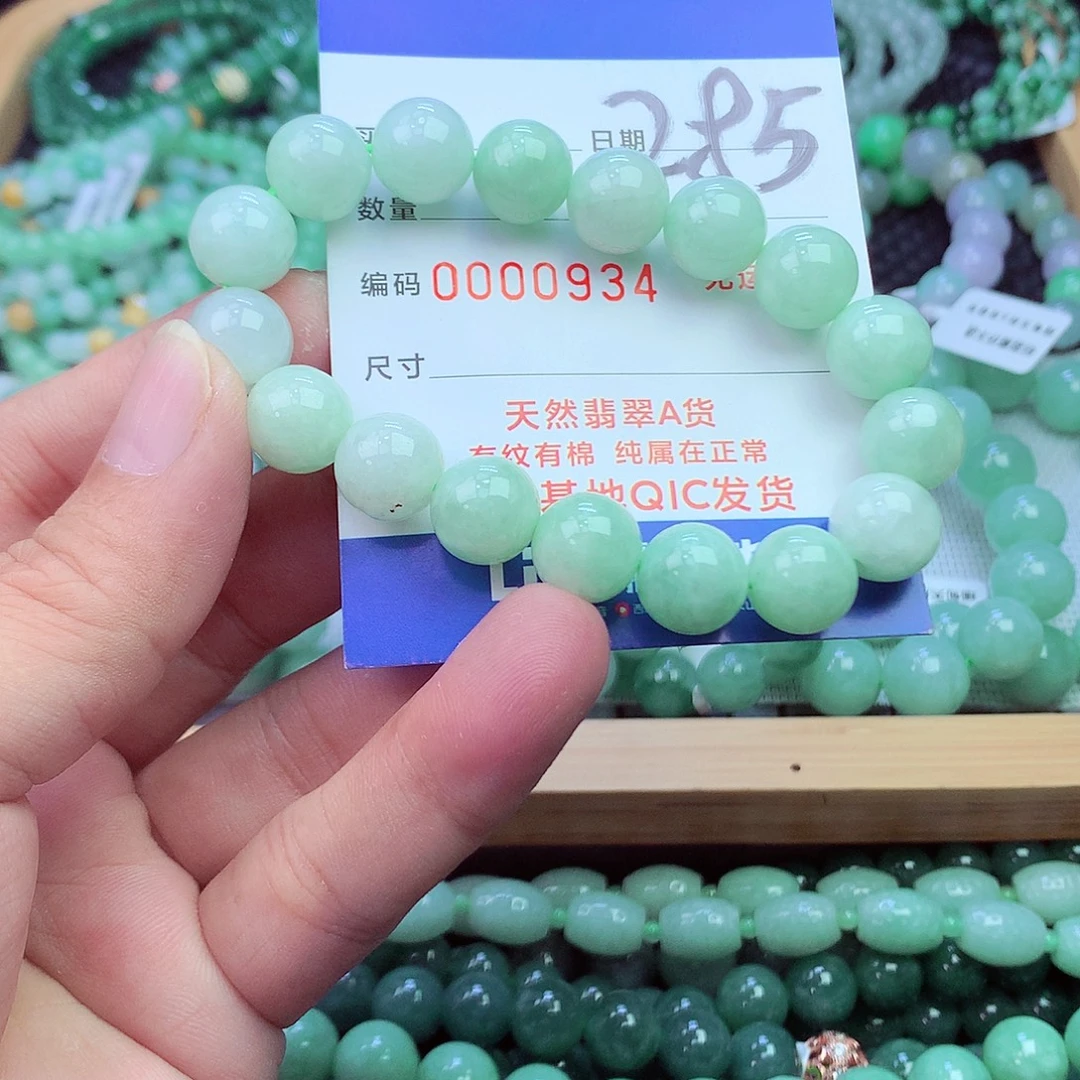 日期 285
数量
编码 0000934
尺寸
天然翡翠A货
有纹有棉 纯属在正常
基地QIC发货